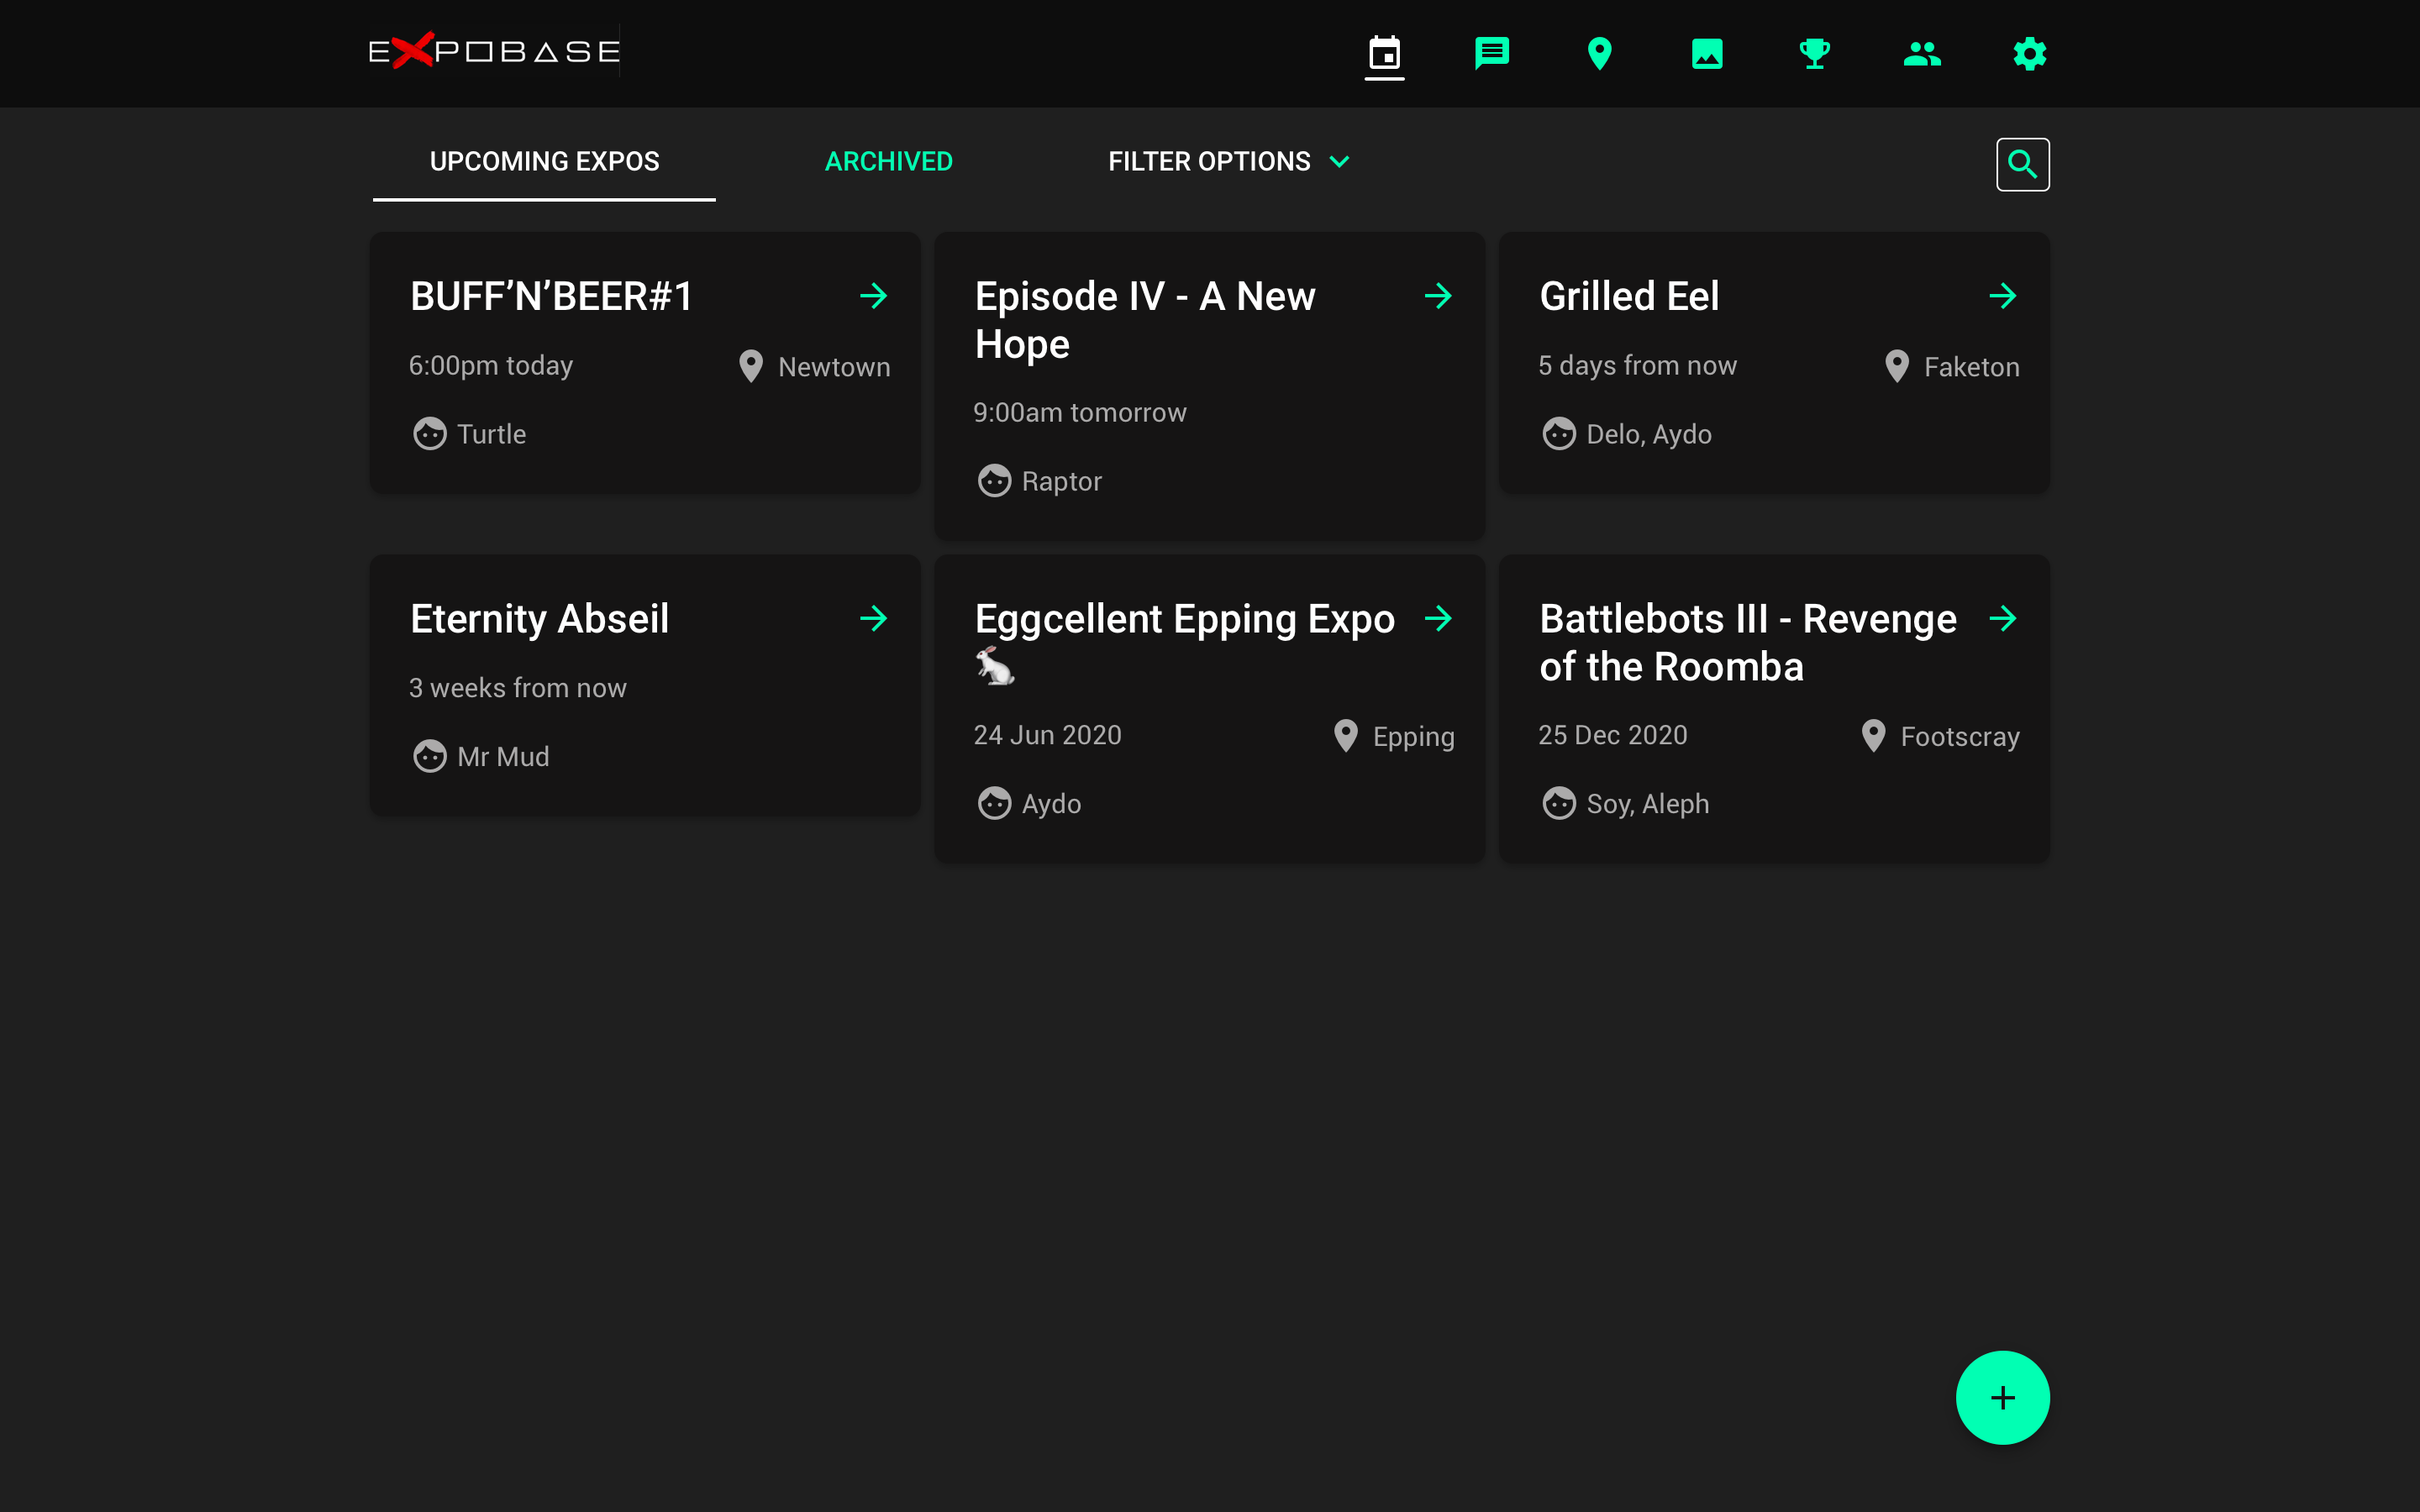 EXPOBASE
UPCOMING EXPOS
ARCHIVED
FILTER OPTIONS
BUFF’N’BEER#1
6:00pm today
Newtown
Turtle
Episode IV - A New
Hope
9:00am tomorrow
Raptor
Grilled Eel
5 days from now
Faketon
Delo, Aydo
Eternity Abseil
3 weeks from now
Mr Mud
Eggcellent Epping Expo
🐇
24 Jun 2020
Epping
Aydo
Battlebots III - Revenge
of the Roomba
25 Dec 2020
Footscray
Soy, Aleph